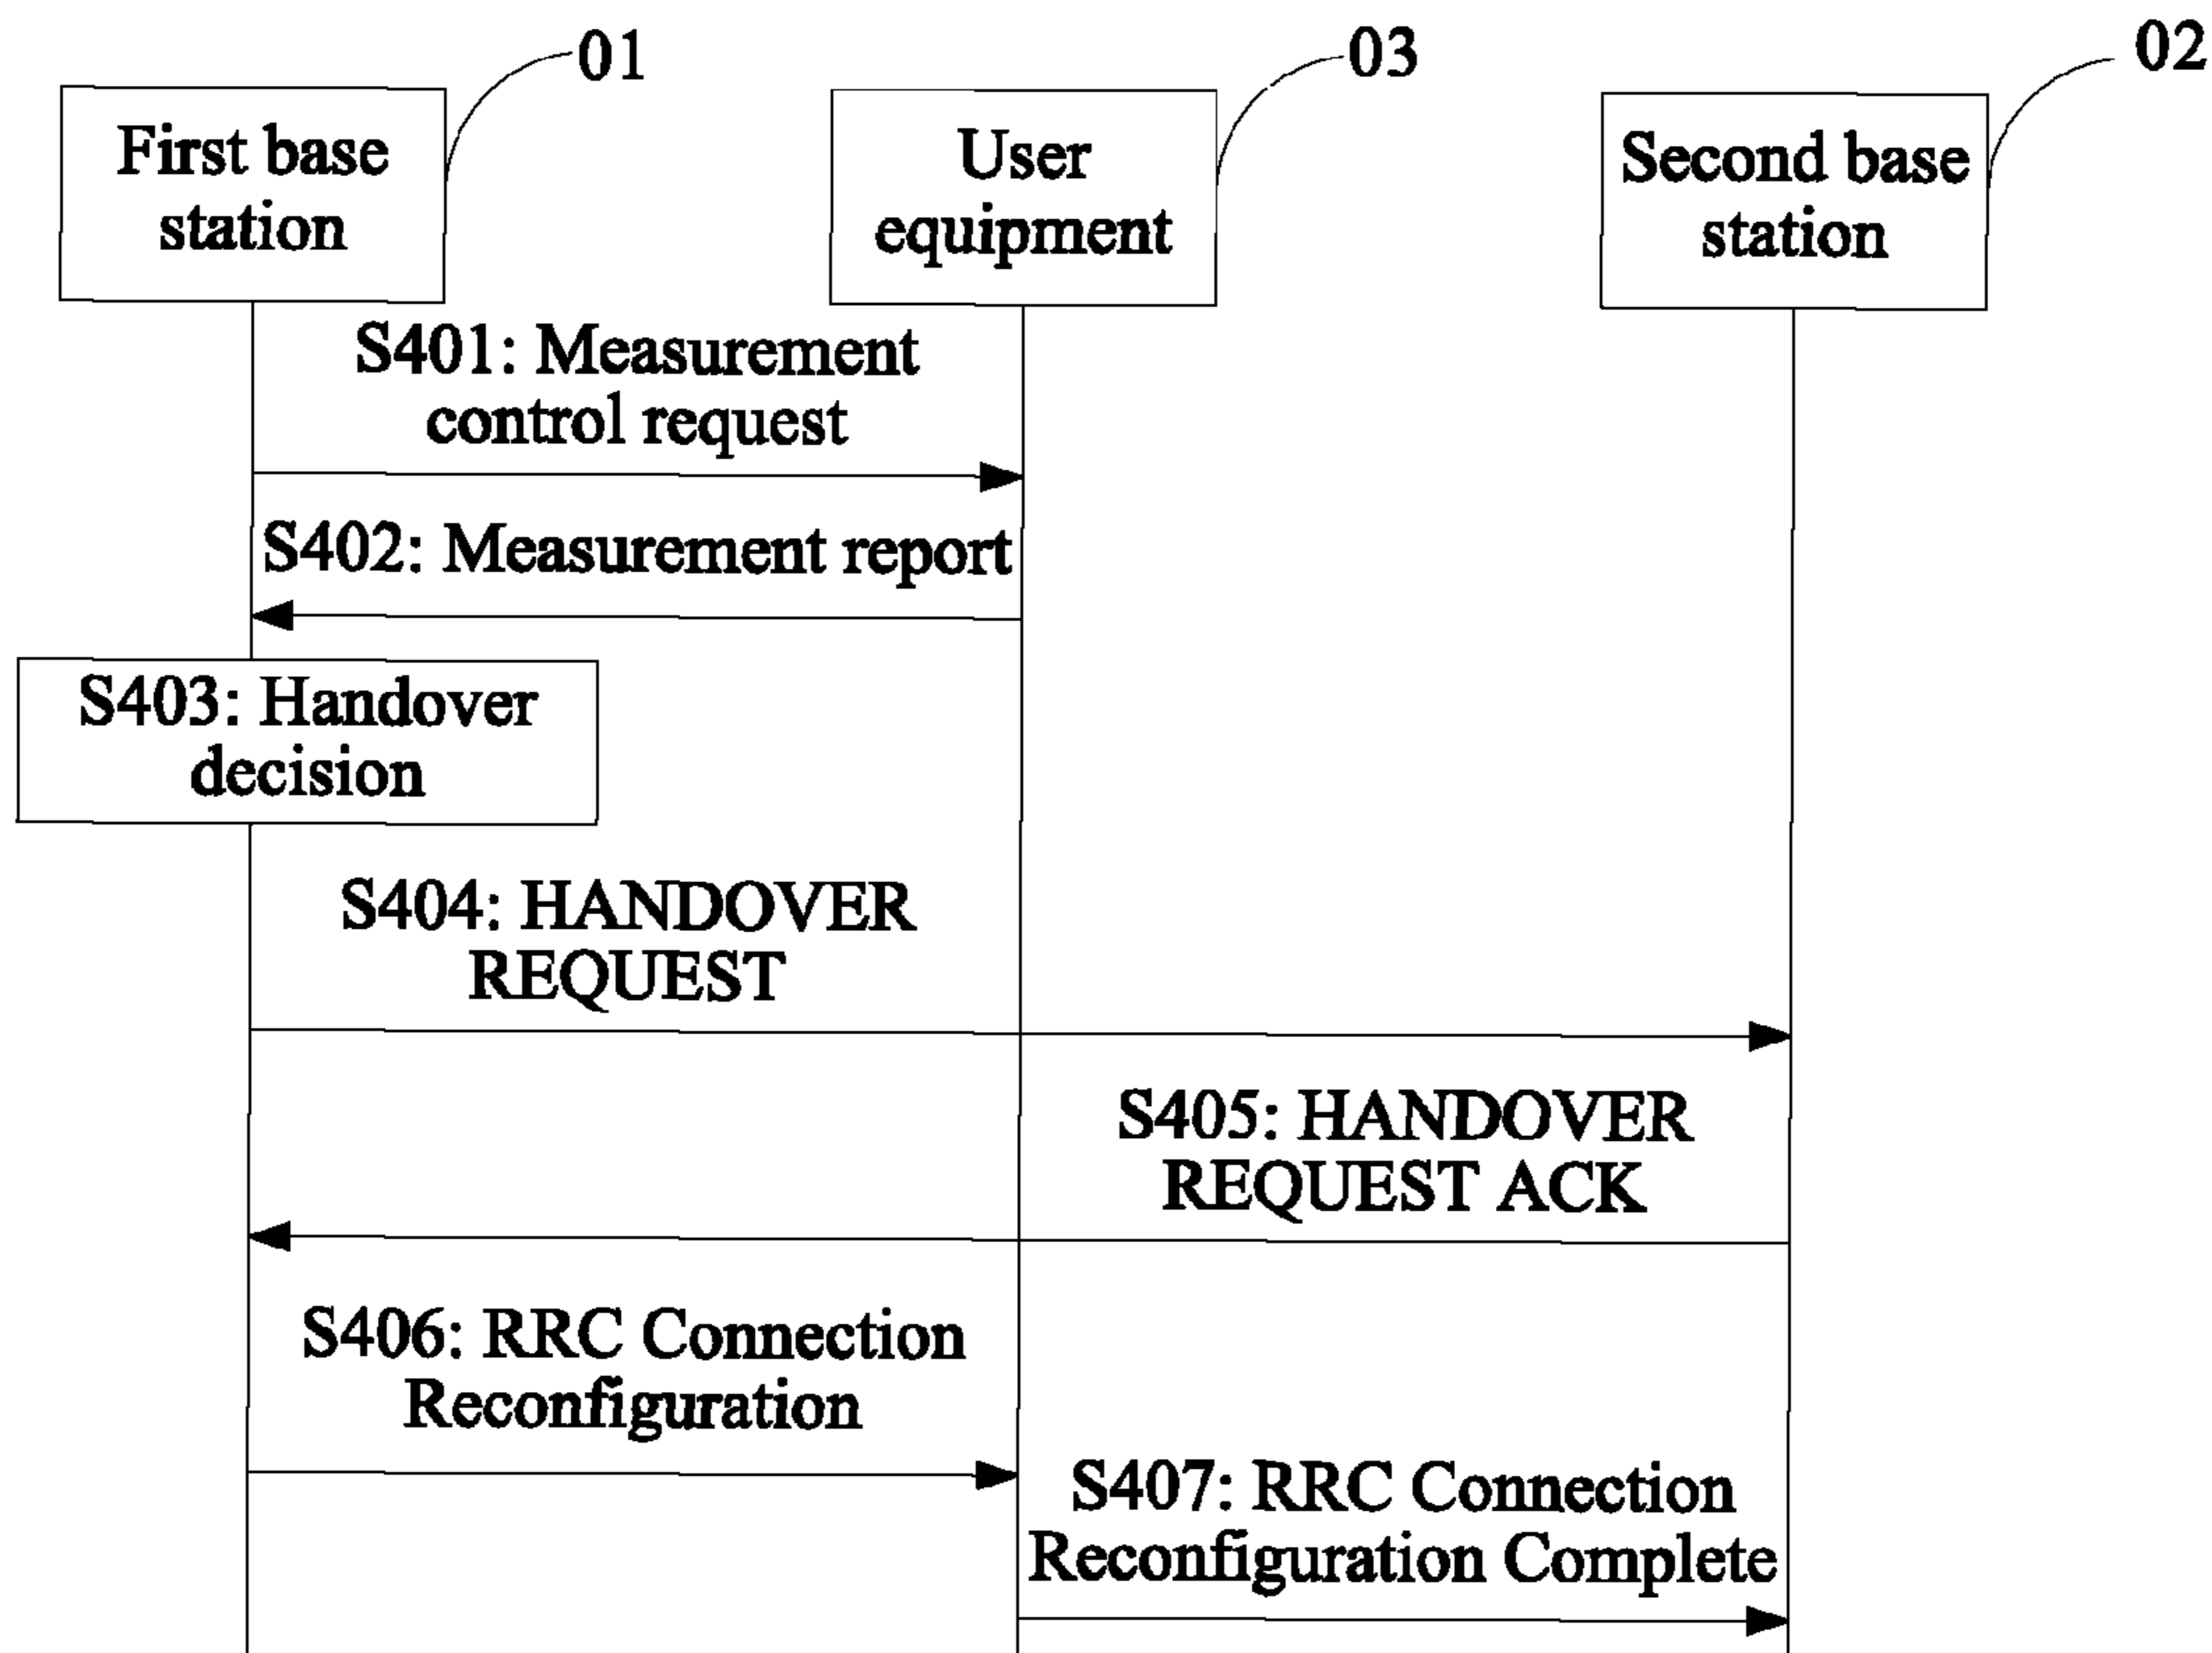 01
03
02
First base
station
User
equipment
Second base
station
S401: Measurement
control request
S402: Measurement report
S403: Handover
decision
S404: HANDOVER
REQUEST
S405: HANDOVER
REQUEST ACK
S406: RRC Connection
Reconfiguration
S407: RRC Connection
Reconfiguration Complete